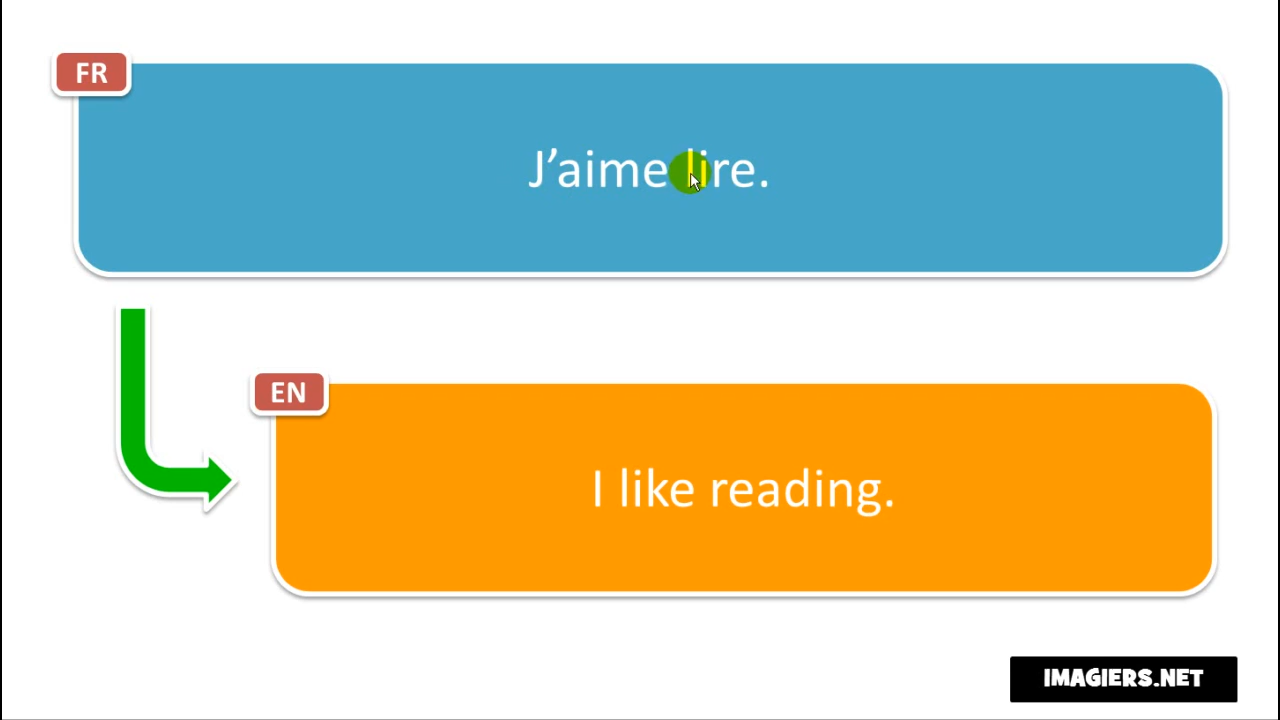 FR
J’aime lire.
EN
I like reading.
IMAGIERS.NET